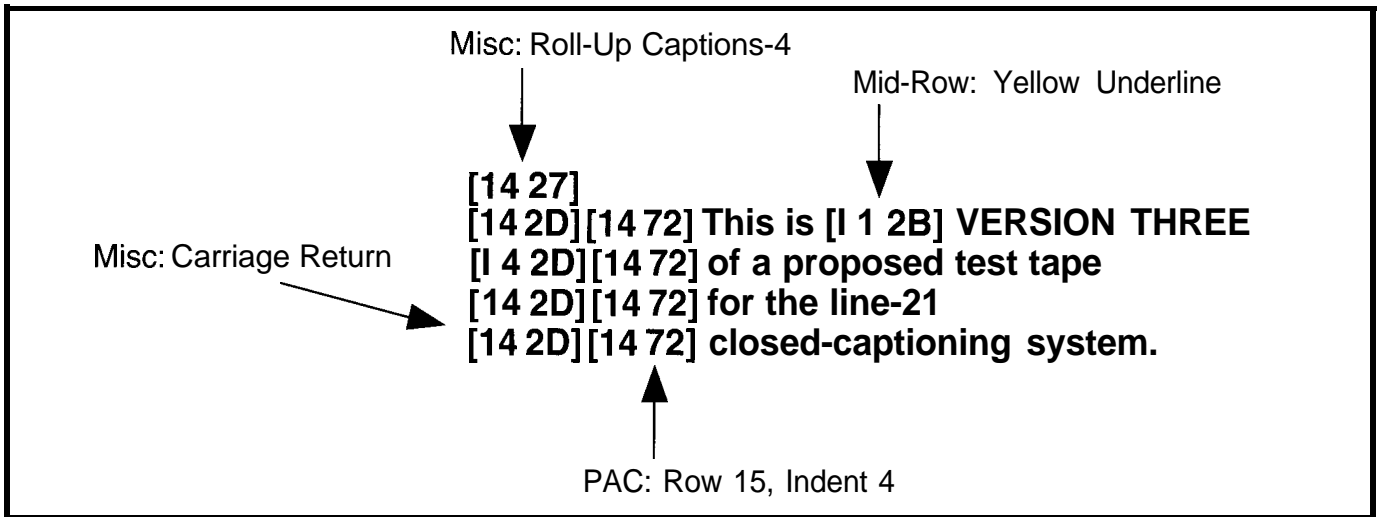 Misc: Roll-Up Captions-4
Mid-Row: Yellow Underline
[14 27]
[14 2D][14 72] This is [I 1 2B] VERSION THREE
Misc: Carriage Return
[I 4 2D][14 72] of a proposed test tape
[14 2D][14 72] for the line-21
[14 2D][14 72] closed-captioning system.
PAC: Row 15, Indent 4